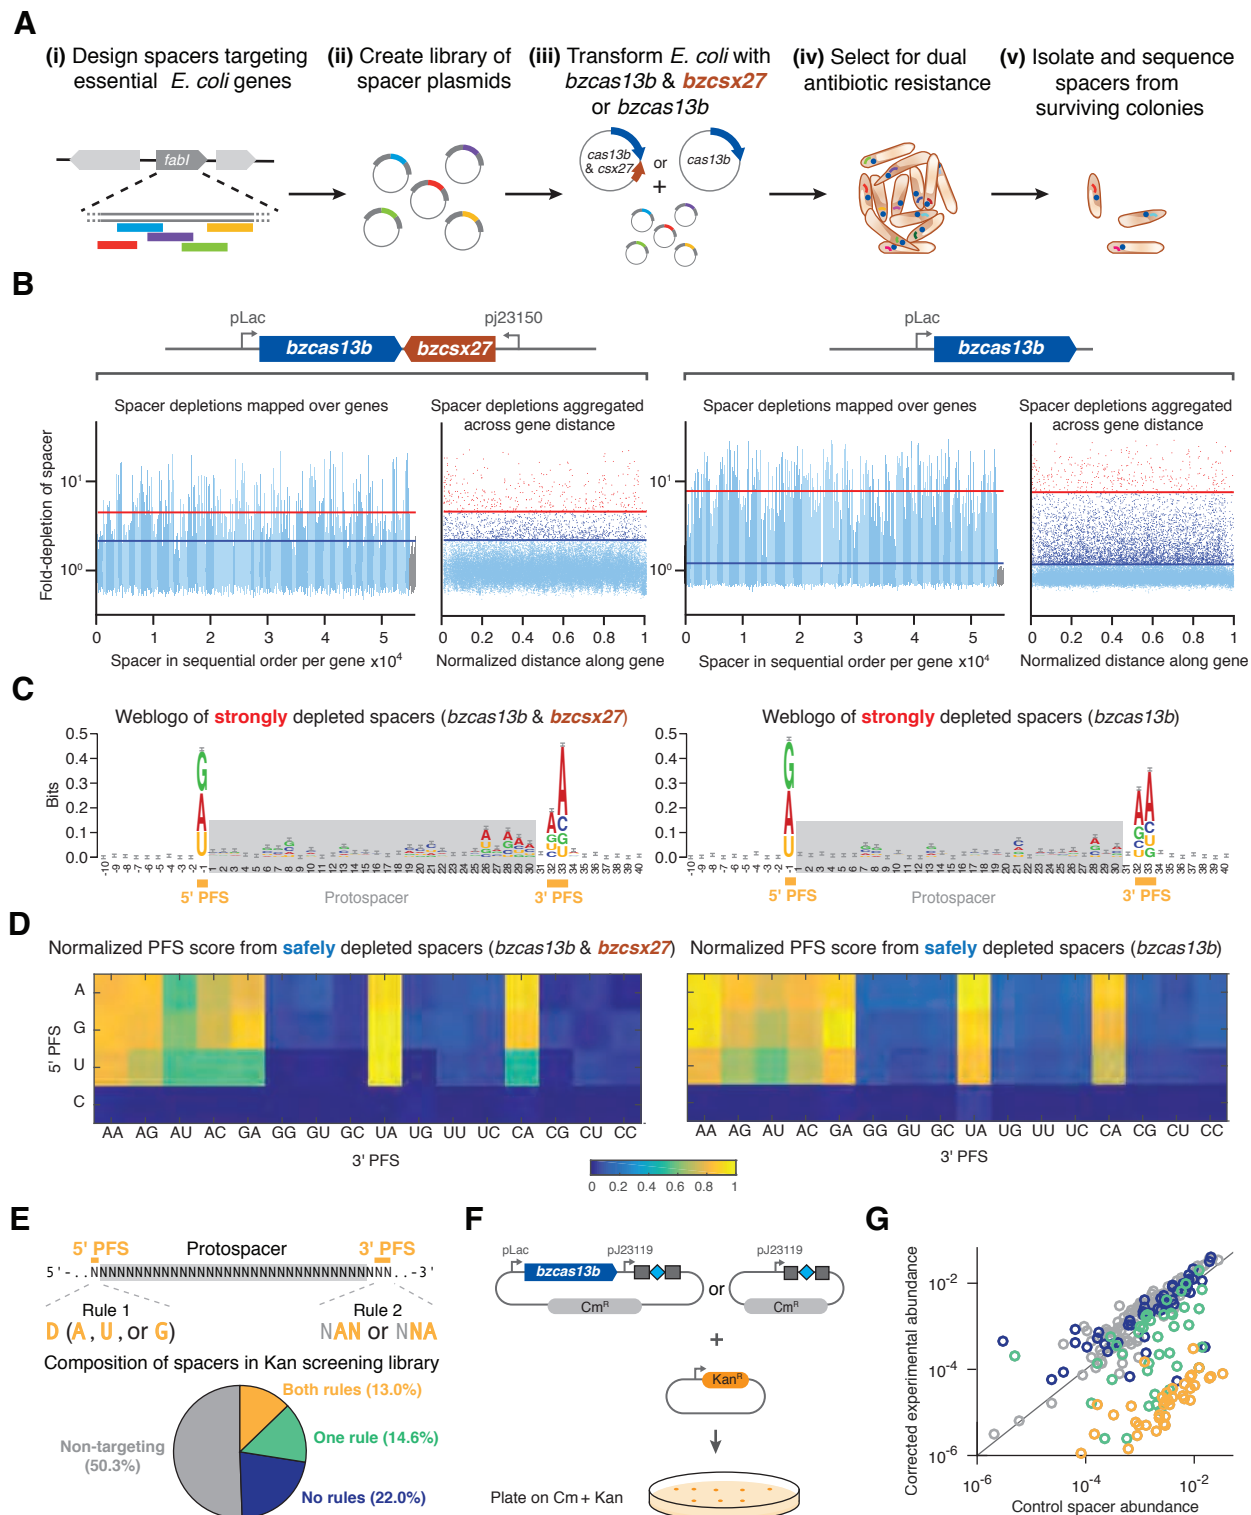 A
(i) Design spacers targeting
essential E. coli genes
(ii) Create library of
spacer plasmids
(iii) Transform E. coli with
bzcas13b & bzcsx27
or bzcas13b
(iv) Select for dual
antibiotic resistance
(v) Isolate and sequence
spacers from
surviving colonies
fabI
cas13b
& csx27
or
cas13b
+
B
pLac
pj23150
bzcas13b
bzcsx27
pLac
bzcas13b
Spacer depletions mapped over genes
Spacer depletions aggregated
across gene distance
Spacer depletions mapped over genes
Spacer depletions aggregated
across gene distance
Fold-depletion of spacer
10¹
10⁰
10¹
10⁰
0 1 2 3 4 5
0 0.2 0.4 0.6 0.8 1
0 1 2 3 4 5
0 0.2 0.4 0.6 0.8 1
Spacer in sequential order per gene x10⁴
Normalized distance along gene
Spacer in sequential order per gene x10⁴
Normalized distance along gene
C
Weblogo of strongly depleted spacers (bzcas13b & bzcsx27)
Weblogo of strongly depleted spacers (bzcas13b)
Bits
0.5
0.4
0.3
0.2
0.1
0.0
0.5
0.4
0.3
0.2
0.1
0.0
5' PFS
Protospacer
3' PFS
5' PFS
Protospacer
3' PFS
D
Normalized PFS score from safely depleted spacers (bzcas13b & bzcsx27)
Normalized PFS score from safely depleted spacers (bzcas13b)
5' PFS
A
G
U
C
AA AG AU AC GA GG GU GC UA UG UU UC CA CG CU CC
AA AG AU AC GA GG GU GC UA UG UU UC CA CG CU CC
3' PFS
3' PFS
0 0.2 0.4 0.6 0.8 1
E
5' PFS
Protospacer
3' PFS
Rule 1
D (A, U, or G)
Rule 2
NAN or NNA
Composition of spacers in Kan screening library
Both rules (13.0%)
One rule (14.6%)
No rules (22.0%)
Non-targeting
(50.3%)
F
pLac
pJ23119
bzcas13b
Cmᴿ
or
pJ23119
Cmᴿ
+
Kanᴿ
Plate on Cm + Kan
G
Corrected experimental abundance
10⁻²
10⁻⁴
10⁻⁶
10⁻⁶ 10⁻⁴ 10⁻²
Control spacer abundance